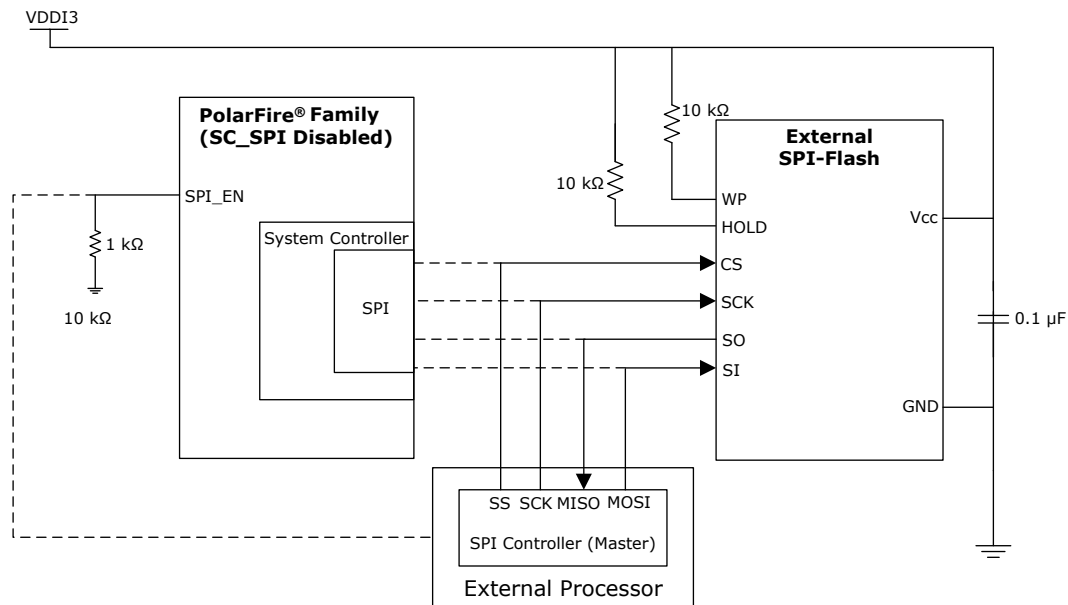 VDDI3
PolarFire® Family
(SC_SPI Disabled)
SPI_EN
1 kΩ
10 kΩ
System Controller
SPI
10 kΩ
10 kΩ
External
SPI-Flash
WP
HOLD
CS
SCK
SO
SI
Vcc
GND
0.1 µF
SS SCK MISO MOSI
SPI Controller (Master)
External Processor